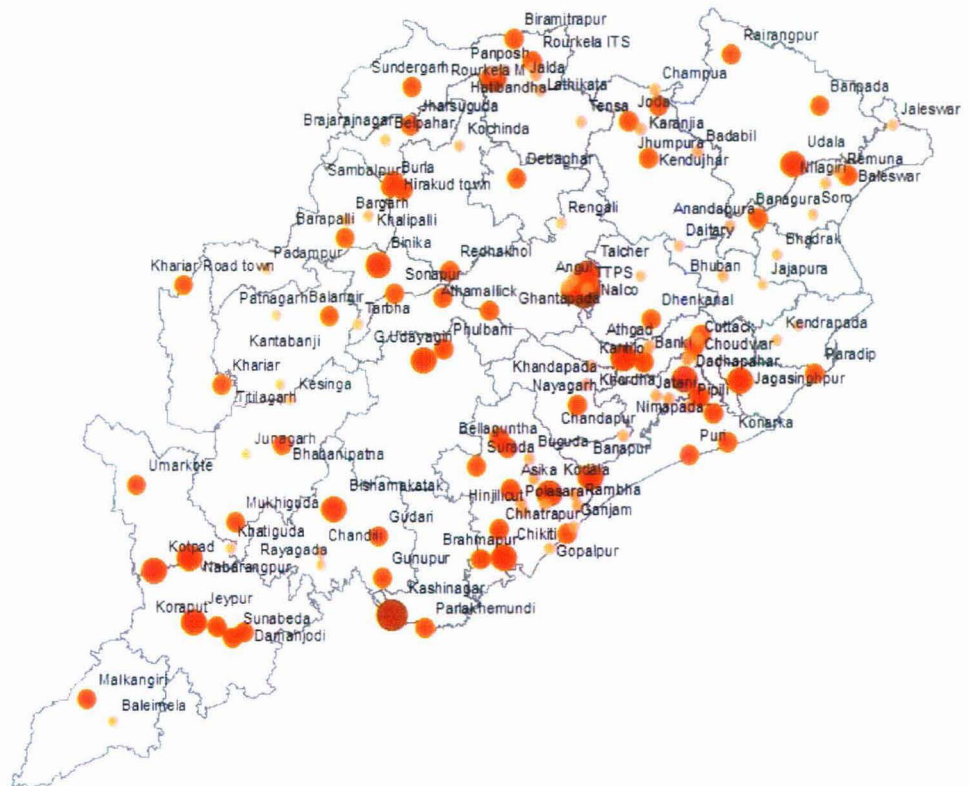 Biramitrapur
Rairangpur
Rourkela ITS
Panposh
Sundergarh
Rourkela M
Jalda
Hatibandha
Lathikata
Champua
Baripada
Jaleswar
Jharsuguda
Tensa
Joda
Brajarajnagar
Belpahar
Kochinda
Karanjia
Badabil
Jhumpura
Udala
Sambalpur
Burla
Debaghar
Kendujhar
Nilagiri
Remuna
Hirakud town
Baleswar
Bargarh
Banagura
Soro
Barapalli
Khalipalli
Rengali
Anandapura
Daitary
Padampur
Binika
Redhakhol
Talcher
Bhadrak
Khariar Road town
Sonapur
Angul
TTPS
Bhuban
Jajapura
Patnagarh
Balangir
Tarbha
Athamallick
Ghantapada
Nalco
Dhenkanal
Kantabanji
G.Udayagiri
Phulbani
Athgad
Cuttack
Kendrapada
Banki
Choudwar
Khariar
Kesinga
Khandapada
Kantilo
Dadhapahar
Paradip
Titilagarh
Nayagarh
Khordha
Jatani
Pipili
Jagasinghpur
Chandapur
Nimapada
Konarka
Junagarh
Bellaguntha
Buguda
Banapur
Puri
Bhabanipatna
Surada
Umarkote
Asika
Kodala
Bishamakatak
Hinjilicut
Polasara
Rambha
Mukhiguda
Gudari
Chhatrapur
Ganjam
Khatiguda
Chandili
Brahmapur
Chikiti
Kotpad
Rayagada
Gunupur
Gopalpur
Nabarangpur
Kashinagar
Koraput
Jeypur
Parlakhemundi
Sunabeda
Damanjodi
Malkangiri
Baleimela